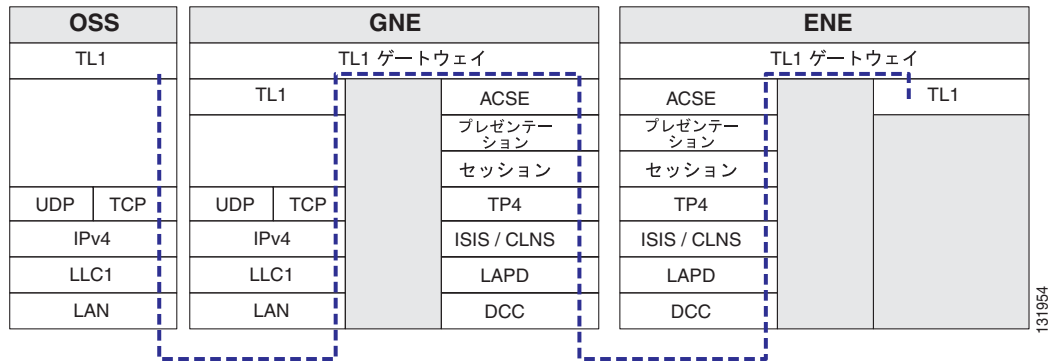 OSS
GNE
ENE
TL1
TL1 ゲートウェイ
TL1 ゲートウェイ
TL1
ACSE
ACSE
TL1
プレゼンテー
ション
プレゼンテー
ション
セッション
セッション
UDP
TCP
UDP
TCP
TP4
TP4
IPv4
IPv4
ISIS / CLNS
ISIS / CLNS
LLC1
LLC1
LAPD
LAPD
LAN
LAN
DCC
DCC
131954